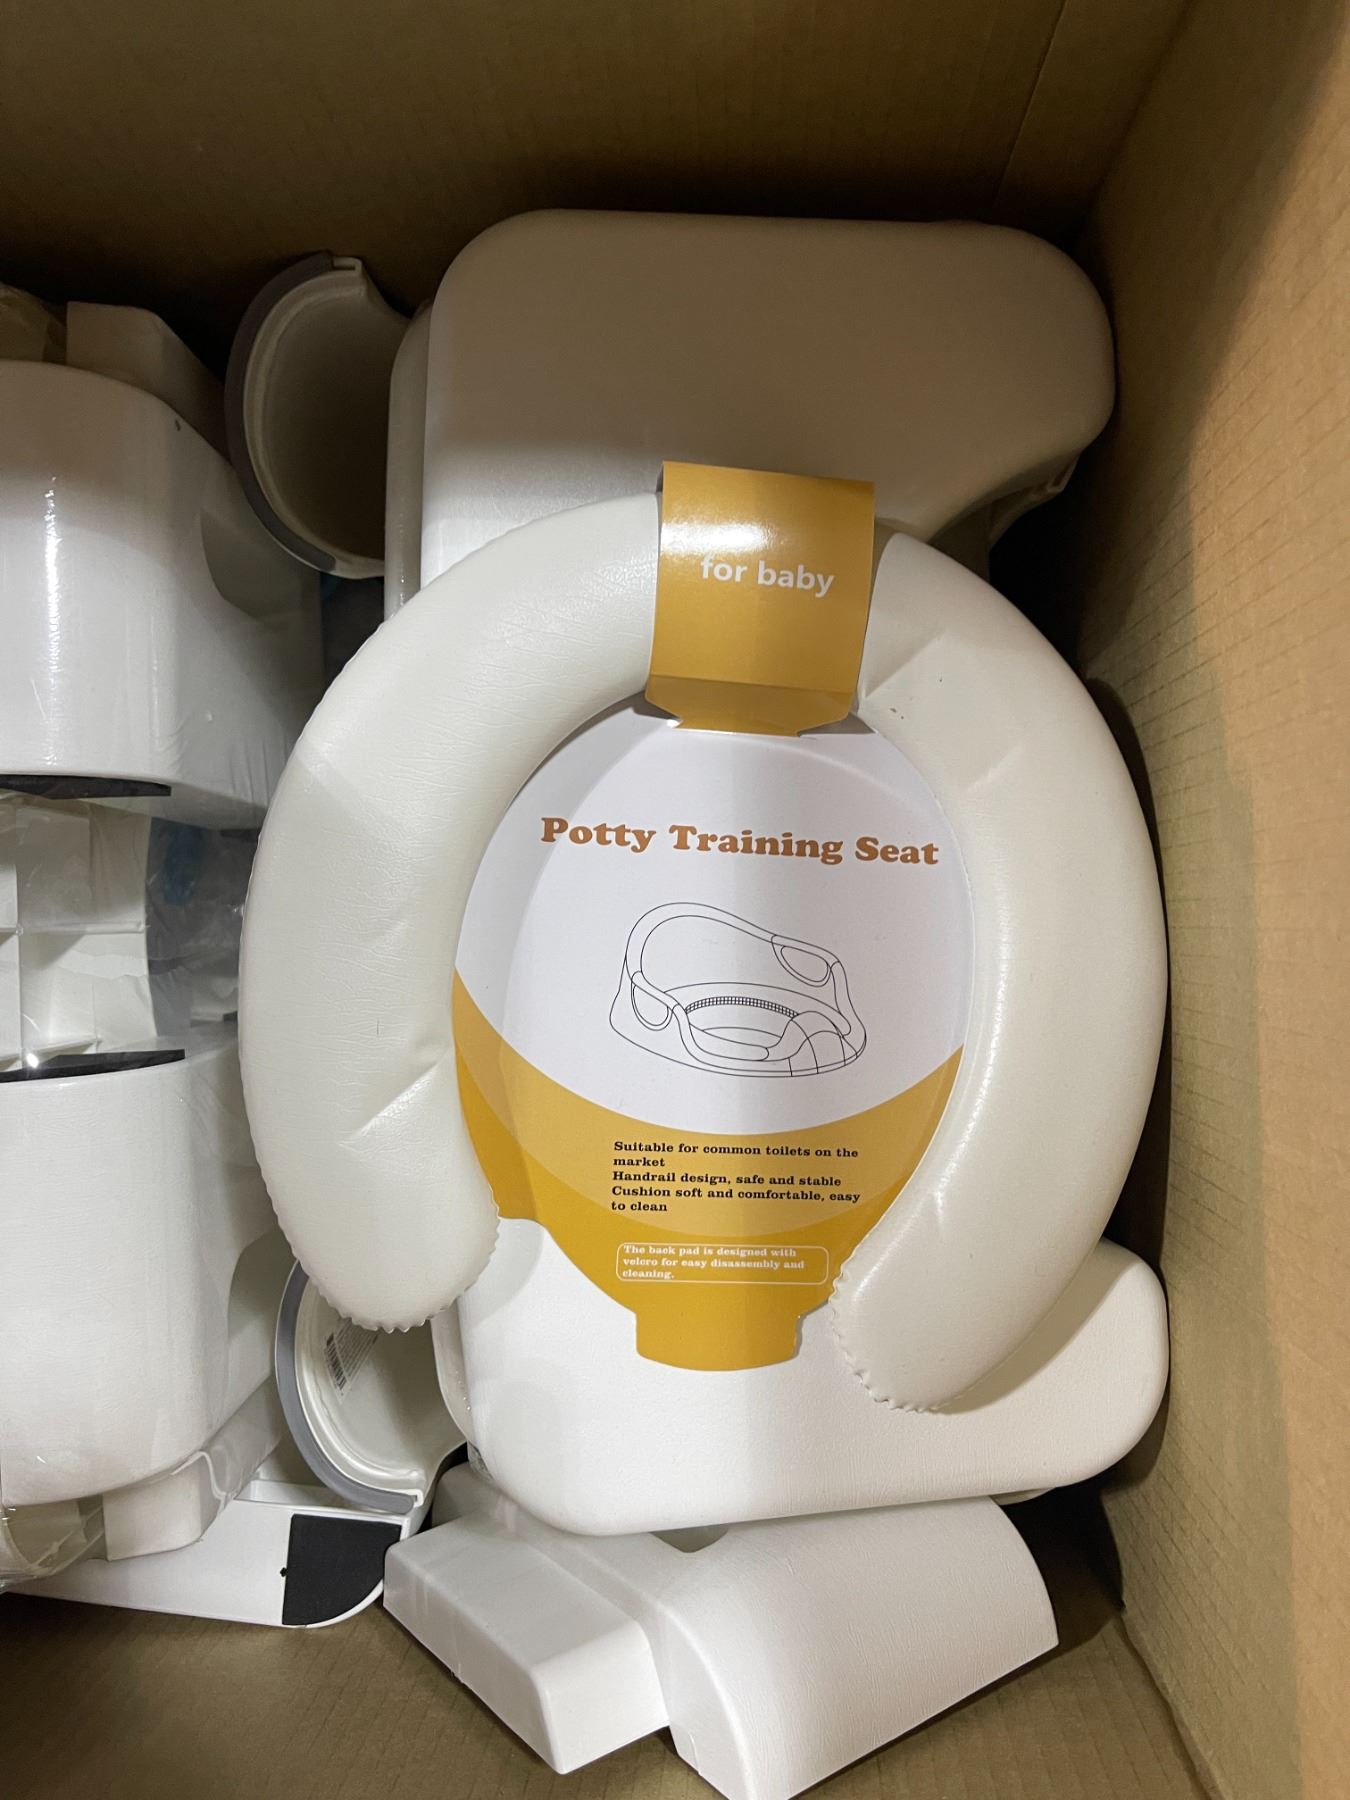 for baby
Potty Training Seat
Suitable for common toilets on the
market
Handrail design, safe and stable
Cushion soft and comfortable, easy
to clean
The back pad is designed with
velcro for easy disassembly and
cleaning.